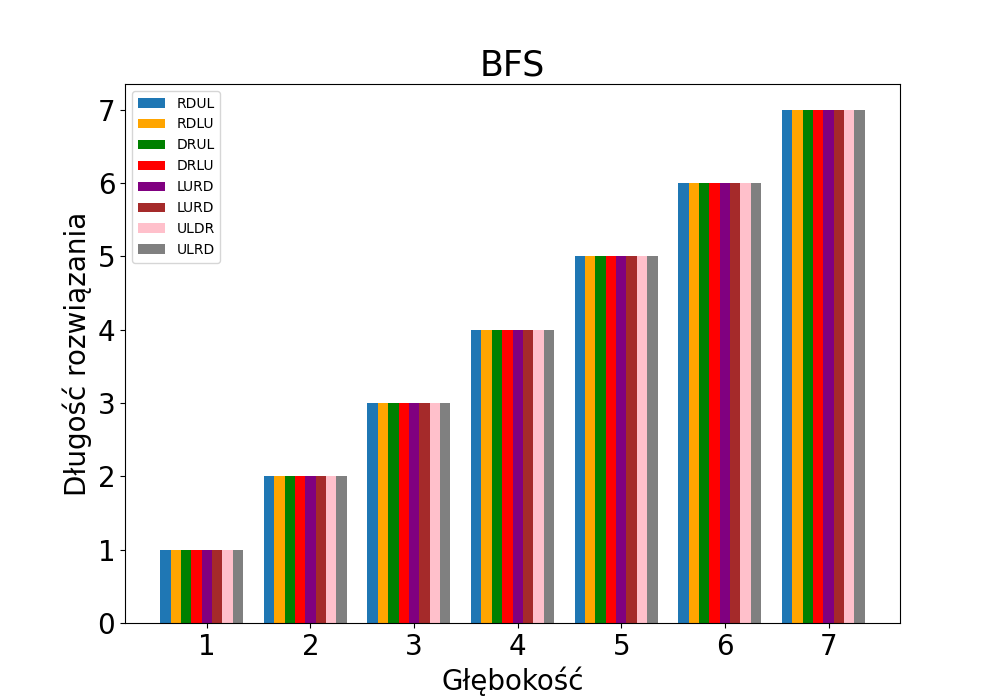 BFS
7
6
5
4
3
2
1
0
Długość rozwiązania
RDUL
RDLU
DRUL
DRLU
LURD
LURD
ULDR
ULRD
1 2 3 4 5 6 7
Głębokość